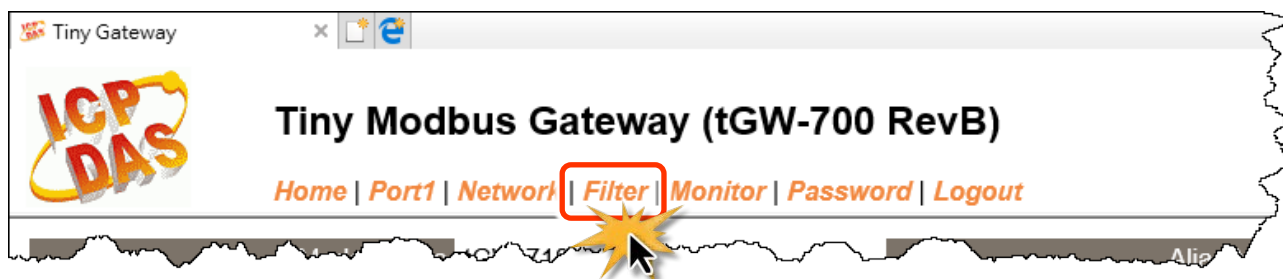 Tiny Gateway
ICP
DAS
Tiny Modbus Gateway (tGW-700 RevB)
Home | Port1 | Network | Filter | Monitor | Password | Logout